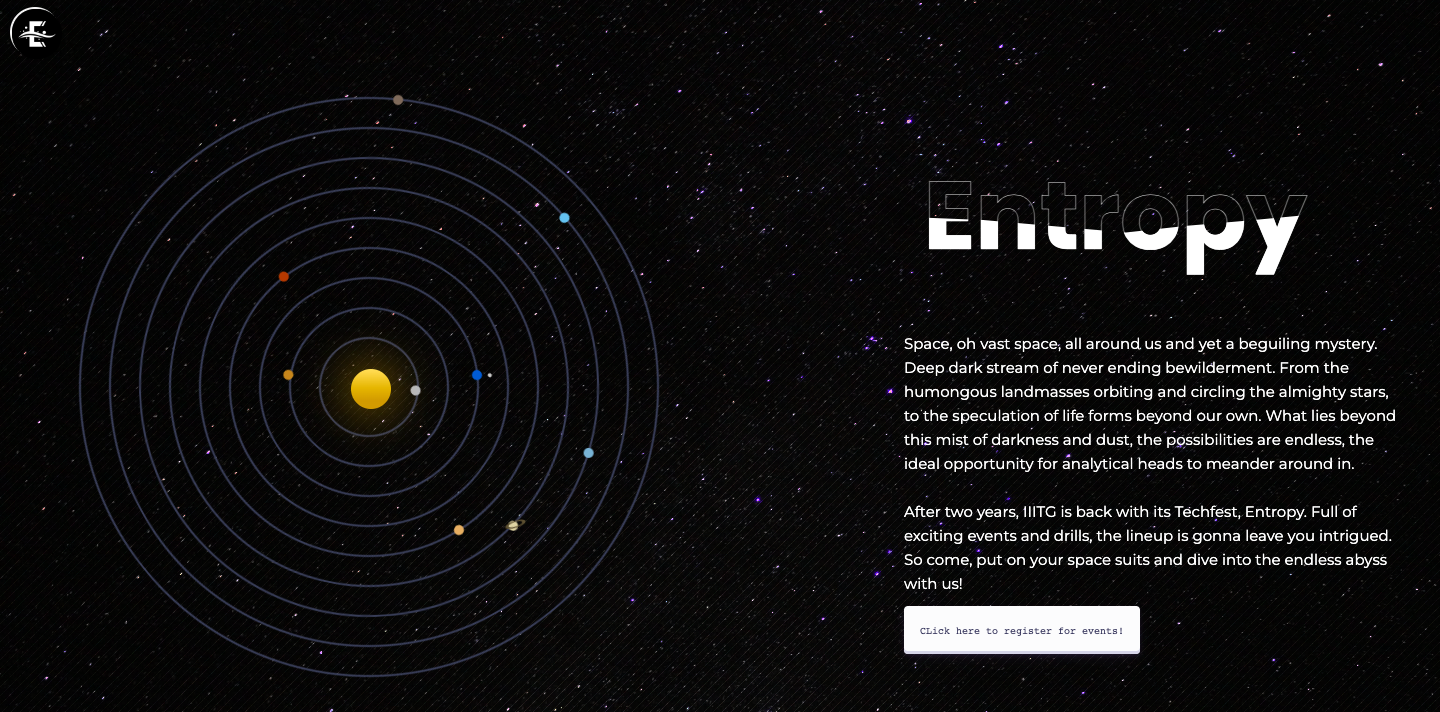 E
Entropy
Space, oh vast space, all around us and yet a beguiling mystery.
Deep dark stream of never ending bewilderment. From the
humongous landmasses orbiting and circling the almighty stars,
to the speculation of life forms beyond our own. What lies beyond
this mist of darkness and dust, the possibilities are endless, the
ideal opportunity for analytical heads to meander around in.
After two years, IIITG is back with its Techfest, Entropy. Full of
exciting events and drills, the lineup is gonna leave you intrigued.
So come, put on your space suits and dive into the endless abyss
with us!
CLick here to register for events!